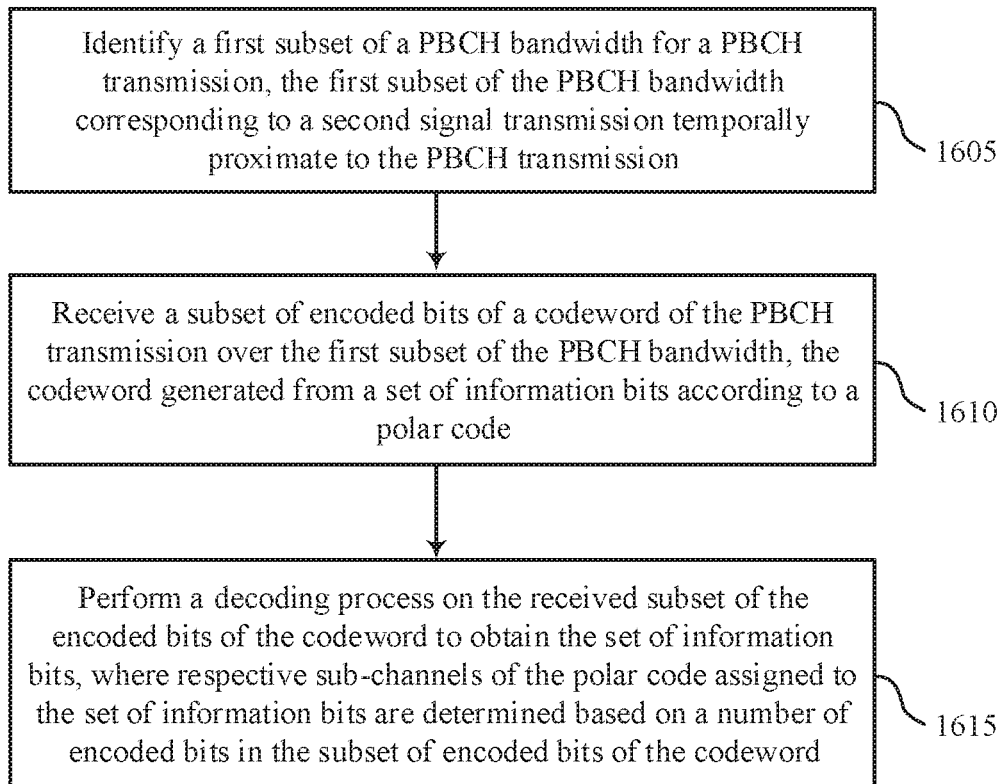 Identify a first subset of a PBCH bandwidth for a PBCH
transmission, the first subset of the PBCH bandwidth
corresponding to a second signal transmission temporally
proximate to the PBCH transmission
1605
Receive a subset of encoded bits of a codeword of the PBCH
transmission over the first subset of the PBCH bandwidth, the
codeword generated from a set of information bits according to a
polar code
1610
Perform a decoding process on the received subset of the
encoded bits of the codeword to obtain the set of information
bits, where respective sub-channels of the polar code assigned to
the set of information bits are determined based on a number of
encoded bits in the subset of encoded bits of the codeword
1615